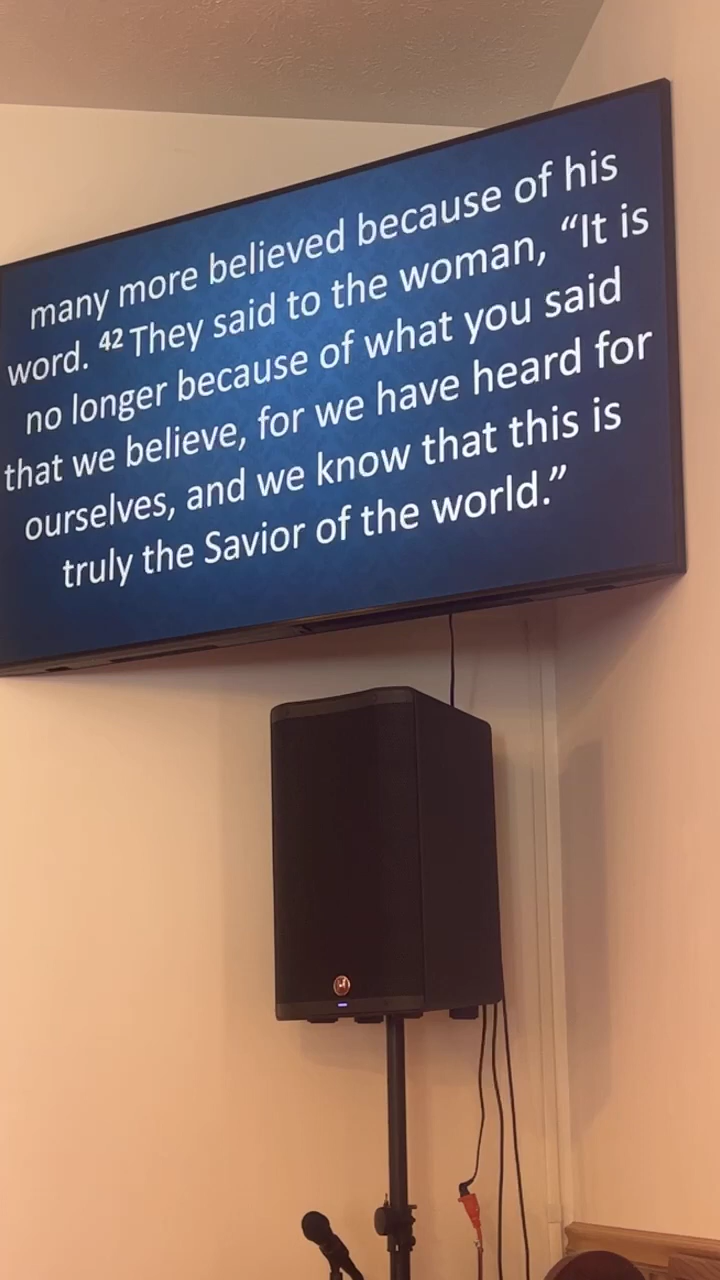 many more believed because of his
word. 42 They said to the woman, “It is
no longer because of what you said
that we believe, for we have heard for
ourselves, and we know that this is
truly the Savior of the world.”